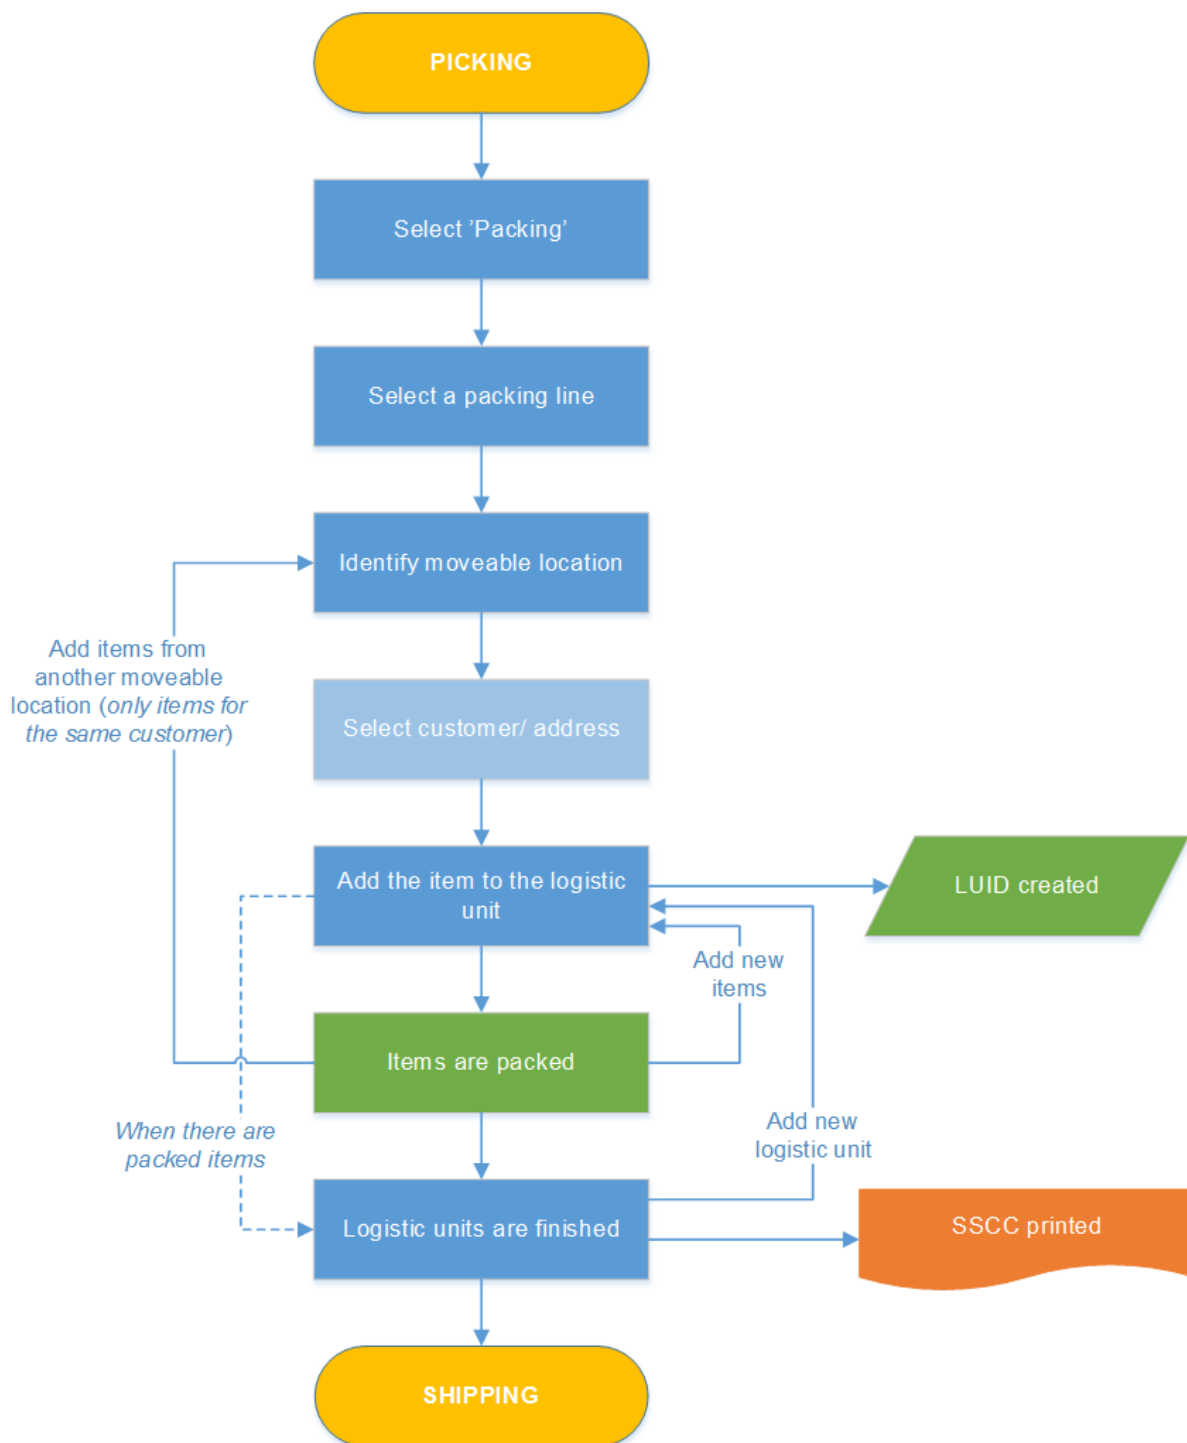 PICKING
Select ’Packing’
Select a packing line
Identify moveable location
Add items from
another moveable
location (only items for
the same customer)
Select customer/ address
Add the item to the logistic
unit
LUID created
Add new
items
Items are packed
When there are
packed items
Add new
logistic unit
Logistic units are finished
SSCC printed
SHIPPING